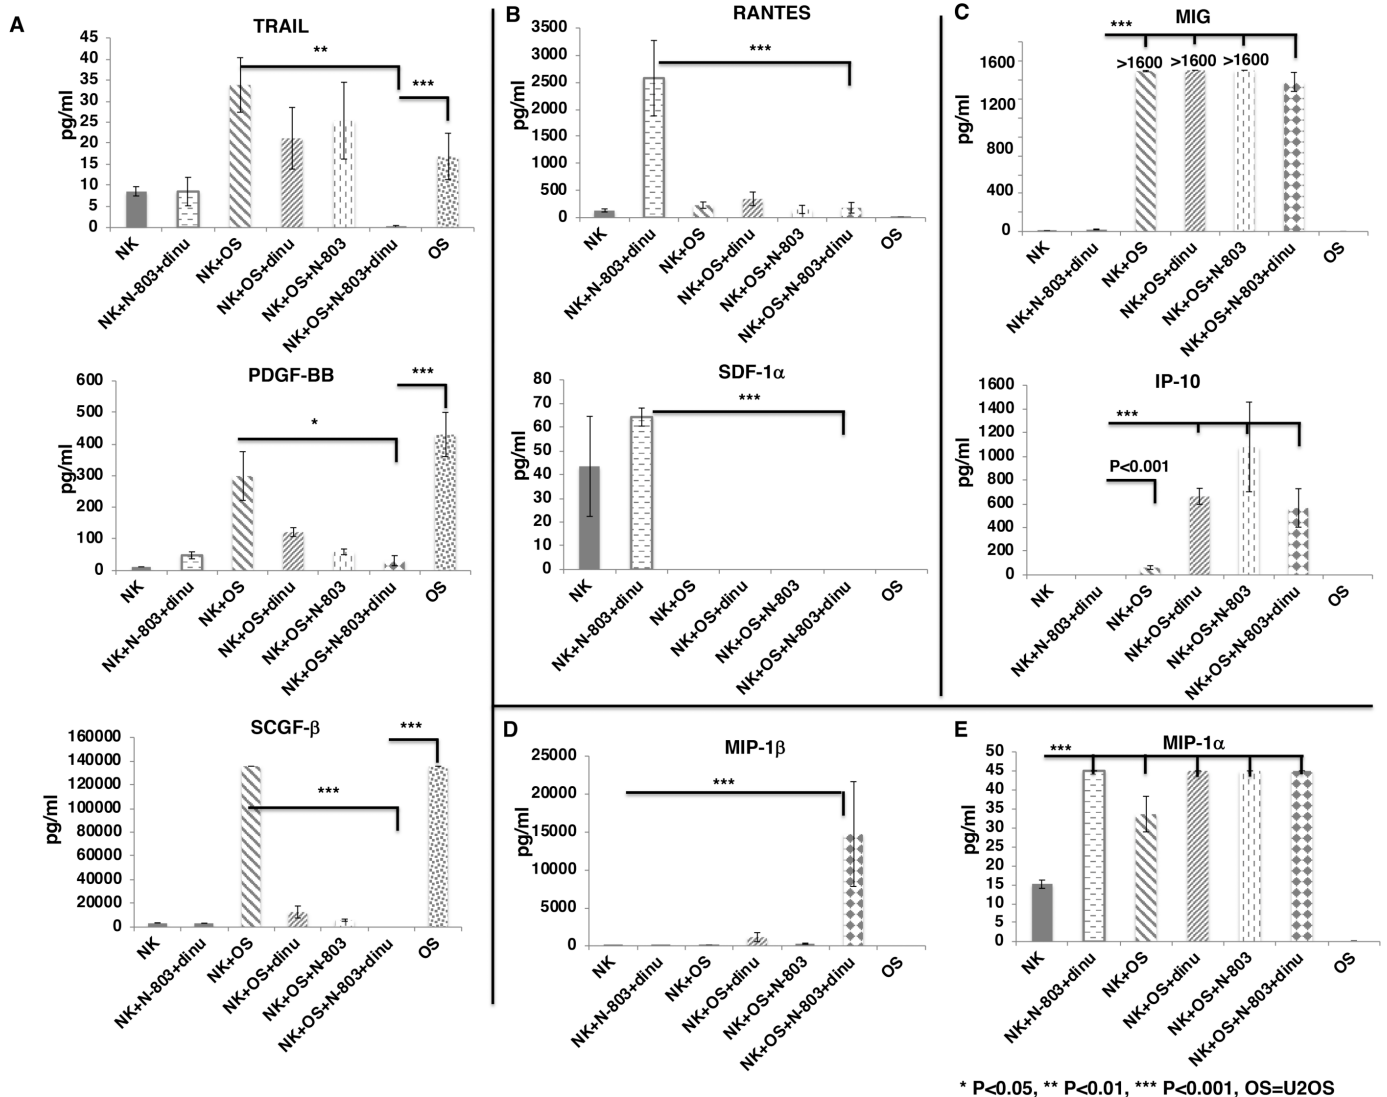 A
TRAIL
pg/ml
45
40
35
30
25
20
15
10
5
0
**
***
NK
NK+N-803+dinu
NK+OS
NK+OS+dinu
NK+OS+N-803
NK+OS+N-803+dinu
OS
PDGF-BB
pg/ml
600
500
400
300
200
100
0
*
***
NK
NK+N-803+dinu
NK+OS
NK+OS+dinu
NK+OS+N-803
NK+OS+N-803+dinu
OS
SCGF-β
pg/ml
160000
140000
120000
100000
80000
60000
40000
20000
0
***
***
NK
NK+N-803+dinu
NK+OS
NK+OS+dinu
NK+OS+N-803
NK+OS+N-803+dinu
OS
B
RANTES
pg/ml
3500
3000
2500
2000
1500
1000
500
0
***
NK
NK+N-803+dinu
NK+OS
NK+OS+dinu
NK+OS+N-803
NK+OS+N-803+dinu
OS
SDF-1α
pg/ml
80
70
60
50
40
30
20
10
0
***
NK
NK+N-803+dinu
NK+OS
NK+OS+dinu
NK+OS+N-803
NK+OS+N-803+dinu
OS
C
MIG
pg/ml
1600
1200
800
400
0
***
>1600 >1600 >1600
NK
NK+N-803+dinu
NK+OS
NK+OS+dinu
NK+OS+N-803
NK+OS+N-803+dinu
OS
IP-10
pg/ml
1600
1400
1200
1000
800
600
400
200
0
***
P<0.001
NK
NK+N-803+dinu
NK+OS
NK+OS+dinu
NK+OS+N-803
NK+OS+N-803+dinu
OS
D
MIP-1β
pg/ml
25000
20000
15000
10000
5000
0
***
NK
NK+N-803+dinu
NK+OS
NK+OS+dinu
NK+OS+N-803
NK+OS+N-803+dinu
OS
E
MIP-1α
pg/ml
50
45
40
35
30
25
20
15
10
5
0
***
NK
NK+N-803+dinu
NK+OS
NK+OS+dinu
NK+OS+N-803
NK+OS+N-803+dinu
OS
* P<0.05, ** P<0.01, *** P<0.001, OS=U2OS